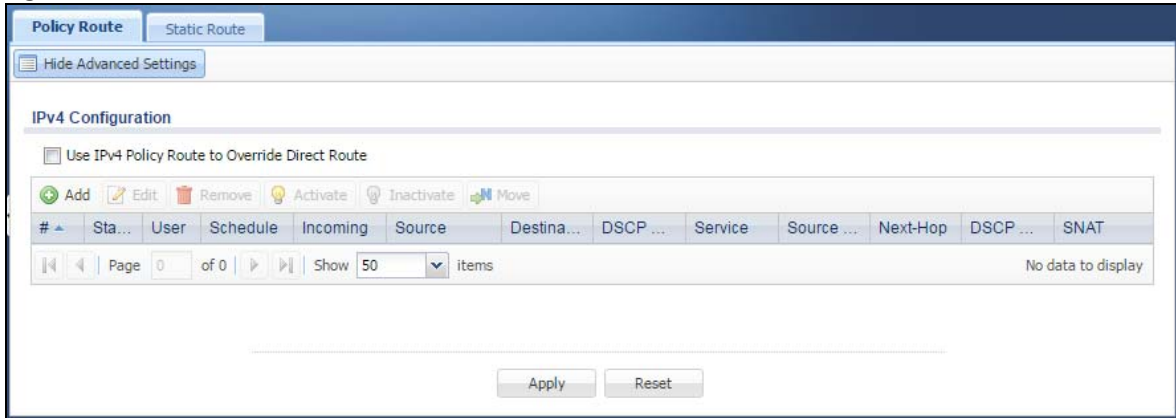 Policy Route Static Route
Hide Advanced Settings
IPv4 Configuration
Use IPv4 Policy Route to Override Direct Route
Add Edit Remove Activate Inactivate Move
# Sta... User Schedule Incoming Source Destina... DSCP ... Service Source ... Next-Hop DSCP ... SNAT
Page 0 of 0 Show 50 items No data to display
Apply Reset